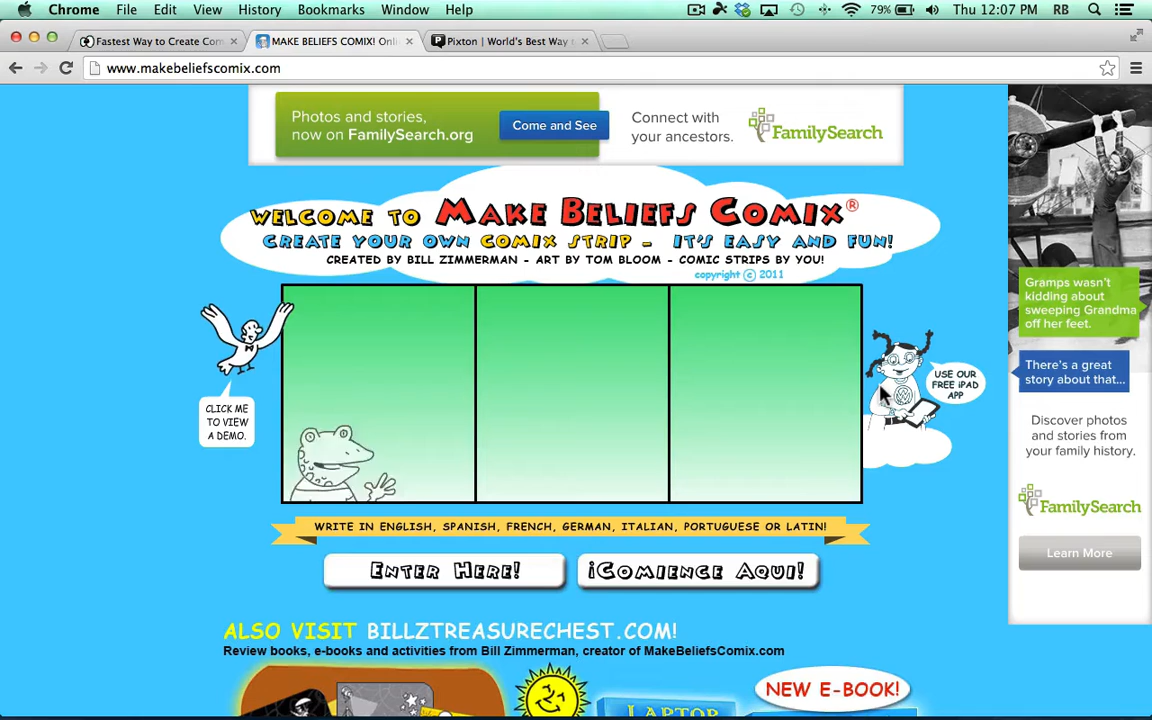 Chrome File Edit View History Bookmarks Window Help 79% Thu 12:07 PM RB
Fastest Way to Create Com
MAKE BELIEFS COMIX! Onli
Pixton | World's Best Way t
www.makebeliefscomix.com
Photos and stories,
now on FamilySearch.org
Come and See
Connect with
your ancestors.
FamilySearch
WELCOME TO MAKE BELIEFS COMIX®
CREATE YOUR OWN COMIX STRIP - IT'S EASY AND FUN!
CREATED BY BILL ZIMMERMAN - ART BY TOM BLOOM - COMIC STRIPS BY YOU!
copyright © 2011
CLICK ME
TO VIEW
A DEMO.
USE OUR
FREE iPAD
APP
WRITE IN ENGLISH, SPANISH, FRENCH, GERMAN, ITALIAN, PORTUGUESE OR LATIN!
ENTER HERE!
¡COMIENCE AQUI!
ALSO VISIT BILLZTREASURECHEST.COM!
Review books, e-books and activities from Bill Zimmerman, creator of MakeBeliefsComix.com
NEW E-BOOK!
LAPTOP
Gramps wasn't
kidding about
sweeping Grandma
off her feet.
There's a great
story about that...
Discover photos
and stories from
your family history.
FamilySearch
Learn More